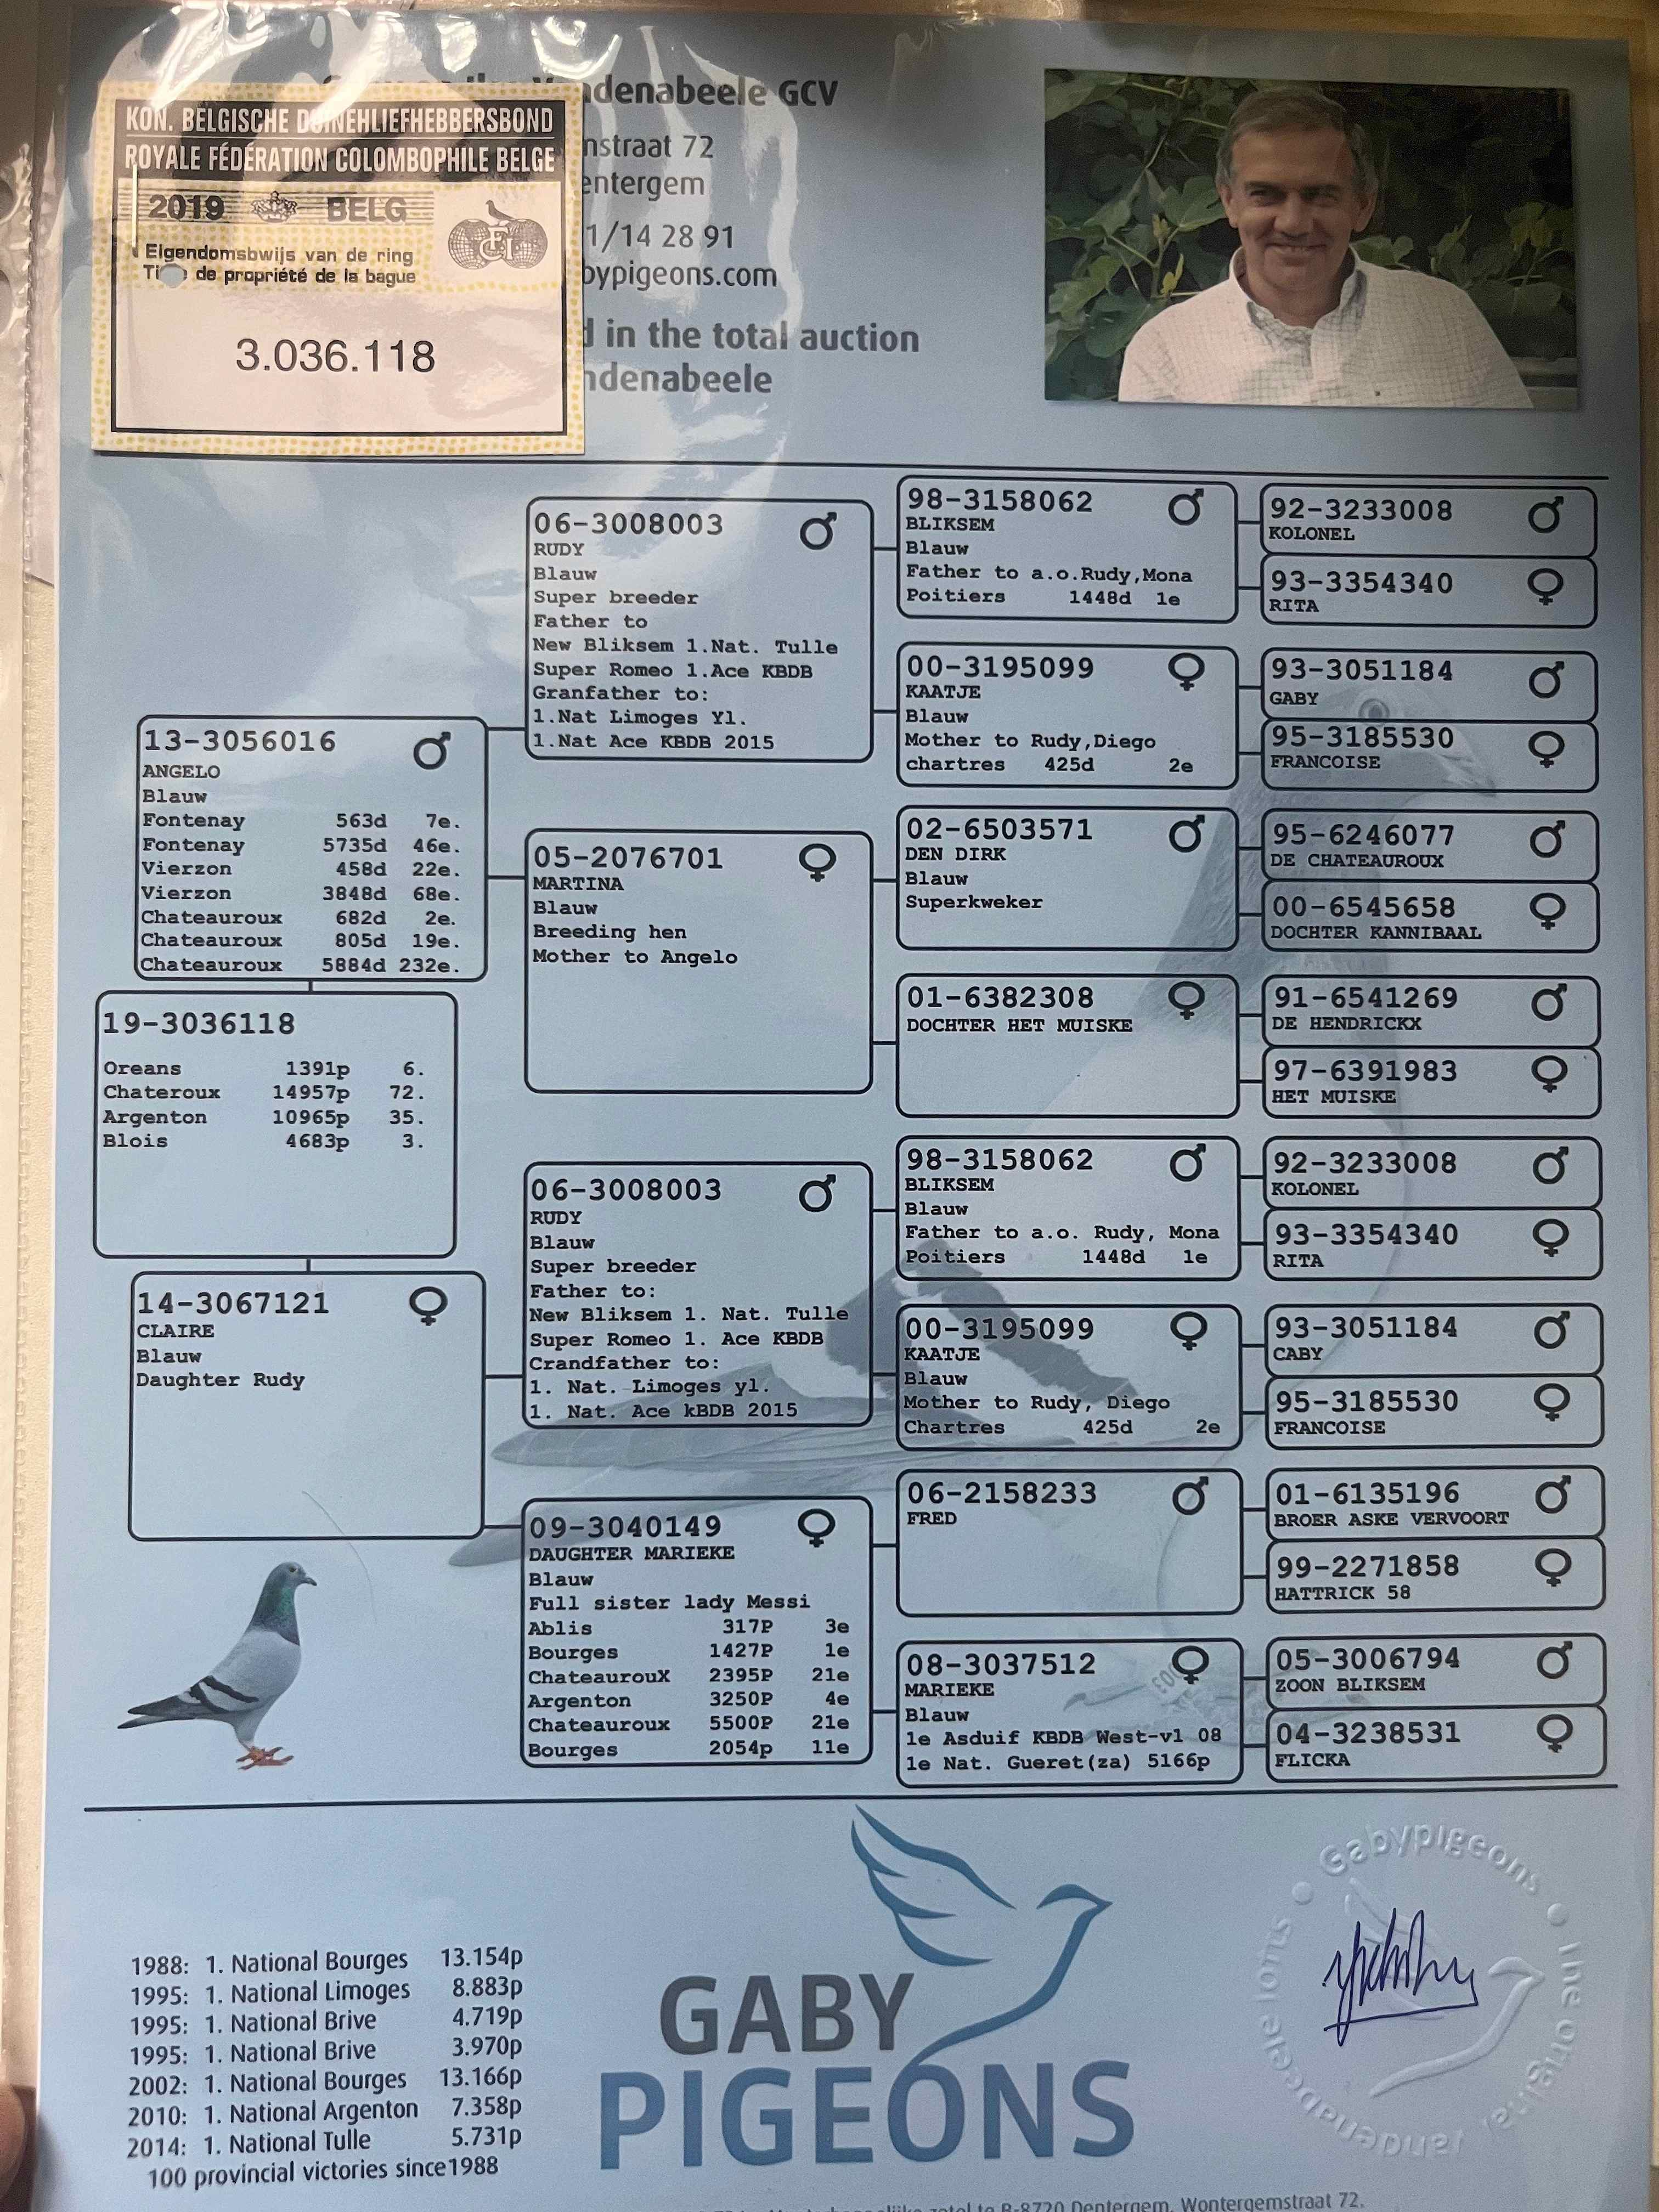 ndenabeele GCV
nstraat 72
entergem
1/14 28 91
bypigeons.com
d in the total auction
ndenabeele
KON. BELGISCHE DUIVENLIEFHEBBERSBOND
ROYALE FÉDÉRATION COLOMBOPHILE BELGE
2019 BELG
FCI
Eigendomsbwijs van de ring
de propriété de la bague
3.036.118
19-3036118
Oreans 1391p 6.
Chateroux 14957p 72.
Argenton 10965p 35.
Blois 4683p 3.
13-3056016
ANGELO
Blauw
Fontenay 563d 7e.
Fontenay 5735d 46e.
Vierzon 458d 22e.
Vierzon 3848d 68e.
Chateauroux 682d 2e.
Chateauroux 805d 19e.
Chateauroux 5884d 232e.
14-3067121
CLAIRE
Blauw
Daughter Rudy
06-3008003
RUDY
Blauw
Super breeder
Father to
New Bliksem 1.Nat. Tulle
Super Romeo 1.Ace KBDB
Granfather to:
1.Nat Limoges Yl.
1.Nat Ace KBDB 2015
05-2076701
MARTINA
Blauw
Breeding hen
Mother to Angelo
06-3008003
RUDY
Blauw
Super breeder
Father to:
New Bliksem 1. Nat. Tulle
Super Romeo 1. Ace KBDB
Crandfather to:
1. Nat. Limoges yl.
1. Nat. Ace kBDB 2015
09-3040149
DAUGHTER MARIEKE
Blauw
Full sister lady Messi
Ablis 317P 3e
Bourges 1427P 1e
ChateaurouX 2395P 21e
Argenton 3250P 4e
Chateauroux 5500P 21e
Bourges 2054p 11e
98-3158062
BLIKSEM
Blauw
Father to a.o.Rudy,Mona
Poitiers 1448d 1e
00-3195099
KAATJE
Blauw
Mother to Rudy,Diego
chartres 425d 2e
02-6503571
DEN DIRK
Blauw
Superkweker
01-6382308
DOCHTER HET MUISKE
98-3158062
BLIKSEM
Blauw
Father to a.o. Rudy, Mona
Poitiers 1448d 1e
00-3195099
KAATJE
Blauw
Mother to Rudy, Diego
Chartres 425d 2e
06-2158233
FRED
08-3037512
MARIEKE
Blauw
1e Asduif KBDB West-vl 08
1e Nat. Gueret(za) 5166p
92-3233008
KOLONEL
93-3354340
RITA
93-3051184
GABY
95-3185530
FRANCOISE
95-6246077
DE CHATEAUROUX
00-6545658
DOCHTER KANNIBAAL
91-6541269
DE HENDRICKX
97-6391983
HET MUISKE
92-3233008
KOLONEL
93-3354340
RITA
93-3051184
CABY
95-3185530
FRANCOISE
01-6135196
BROER ASKE VERVOORT
99-2271858
HATTRICK 58
05-3006794
ZOON BLIKSEM
04-3238531
FLICKA
1988: 1. National Bourges 13.154p
1995: 1. National Limoges 8.883p
1995: 1. National Brive 4.719p
1995: 1. National Brive 3.970p
2002: 1. National Bourges 13.166p
2010: 1. National Argenton 7.358p
2014: 1. National Tulle 5.731p
100 provincial victories since1988
GABY
PIGEONS
Gabypigeons • The original Vandenabeele lofts •
zetel te B-8720 Dentergem, Wontergemstraat 72.